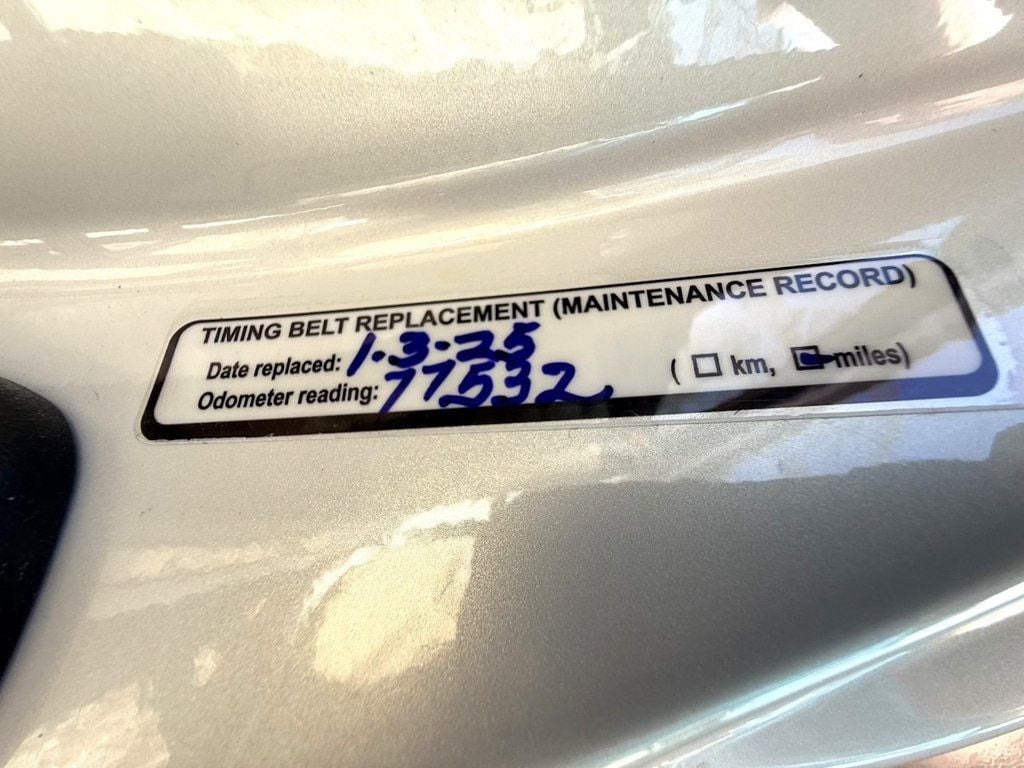 TIMING BELT REPLACEMENT (MAINTENANCE RECORD)
Date replaced: 1.3.25
Odometer reading: 77532 ( km, miles)